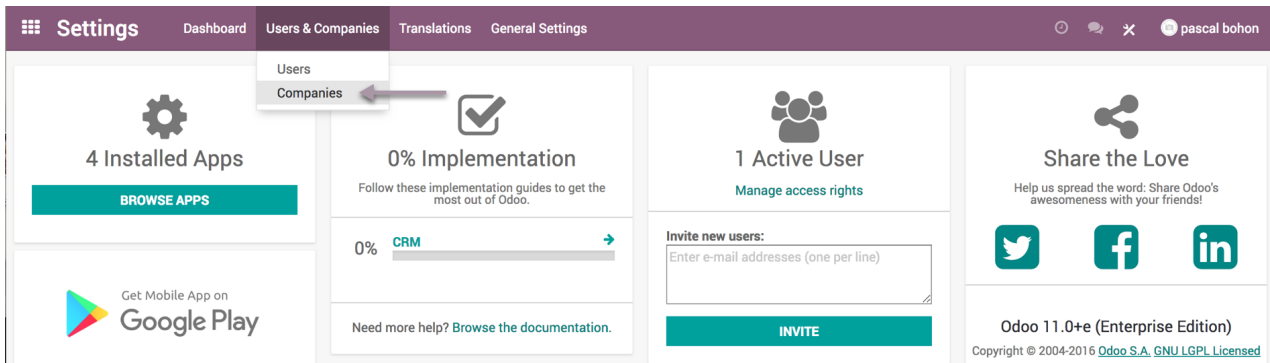 Settings
Dashboard
Users & Companies
Translations
General Settings
pascal bohon
Users
Companies
4 Installed Apps
BROWSE APPS
Get Mobile App on
Google Play
0% Implementation
Follow these implementation guides to get the
most out of Odoo.
0%
CRM
Need more help? Browse the documentation.
1 Active User
Manage access rights
Invite new users:
Enter e-mail addresses (one per line)
INVITE
Share the Love
Help us spread the word: Share Odoo's
awesomeness with your friends!
Odoo 11.0+e (Enterprise Edition)
Copyright © 2004-2016 Odoo S.A. GNU LGPL Licensed